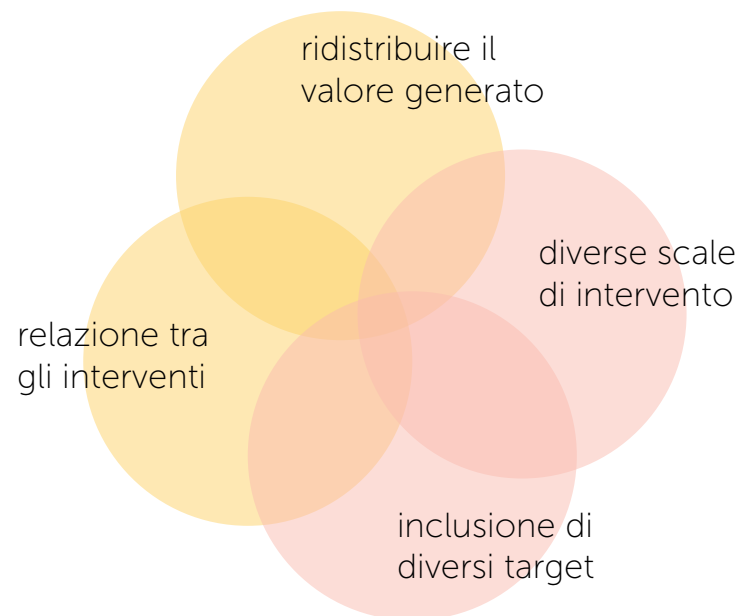 ridistribuire il
valore generato
diverse scale
di intervento
relazione tra
gli interventi
inclusione di
diversi target